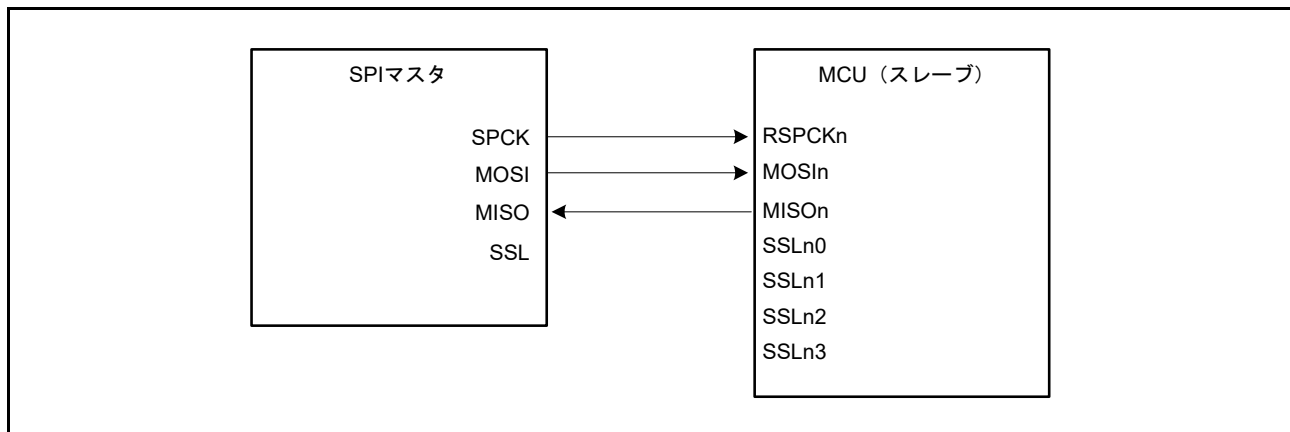 SPIマスタ
SPCK
MOSI
MISO
SSL
MCU（スレーブ）
RSPCKn
MOSIn
MISOn
SSLn0
SSLn1
SSLn2
SSLn3